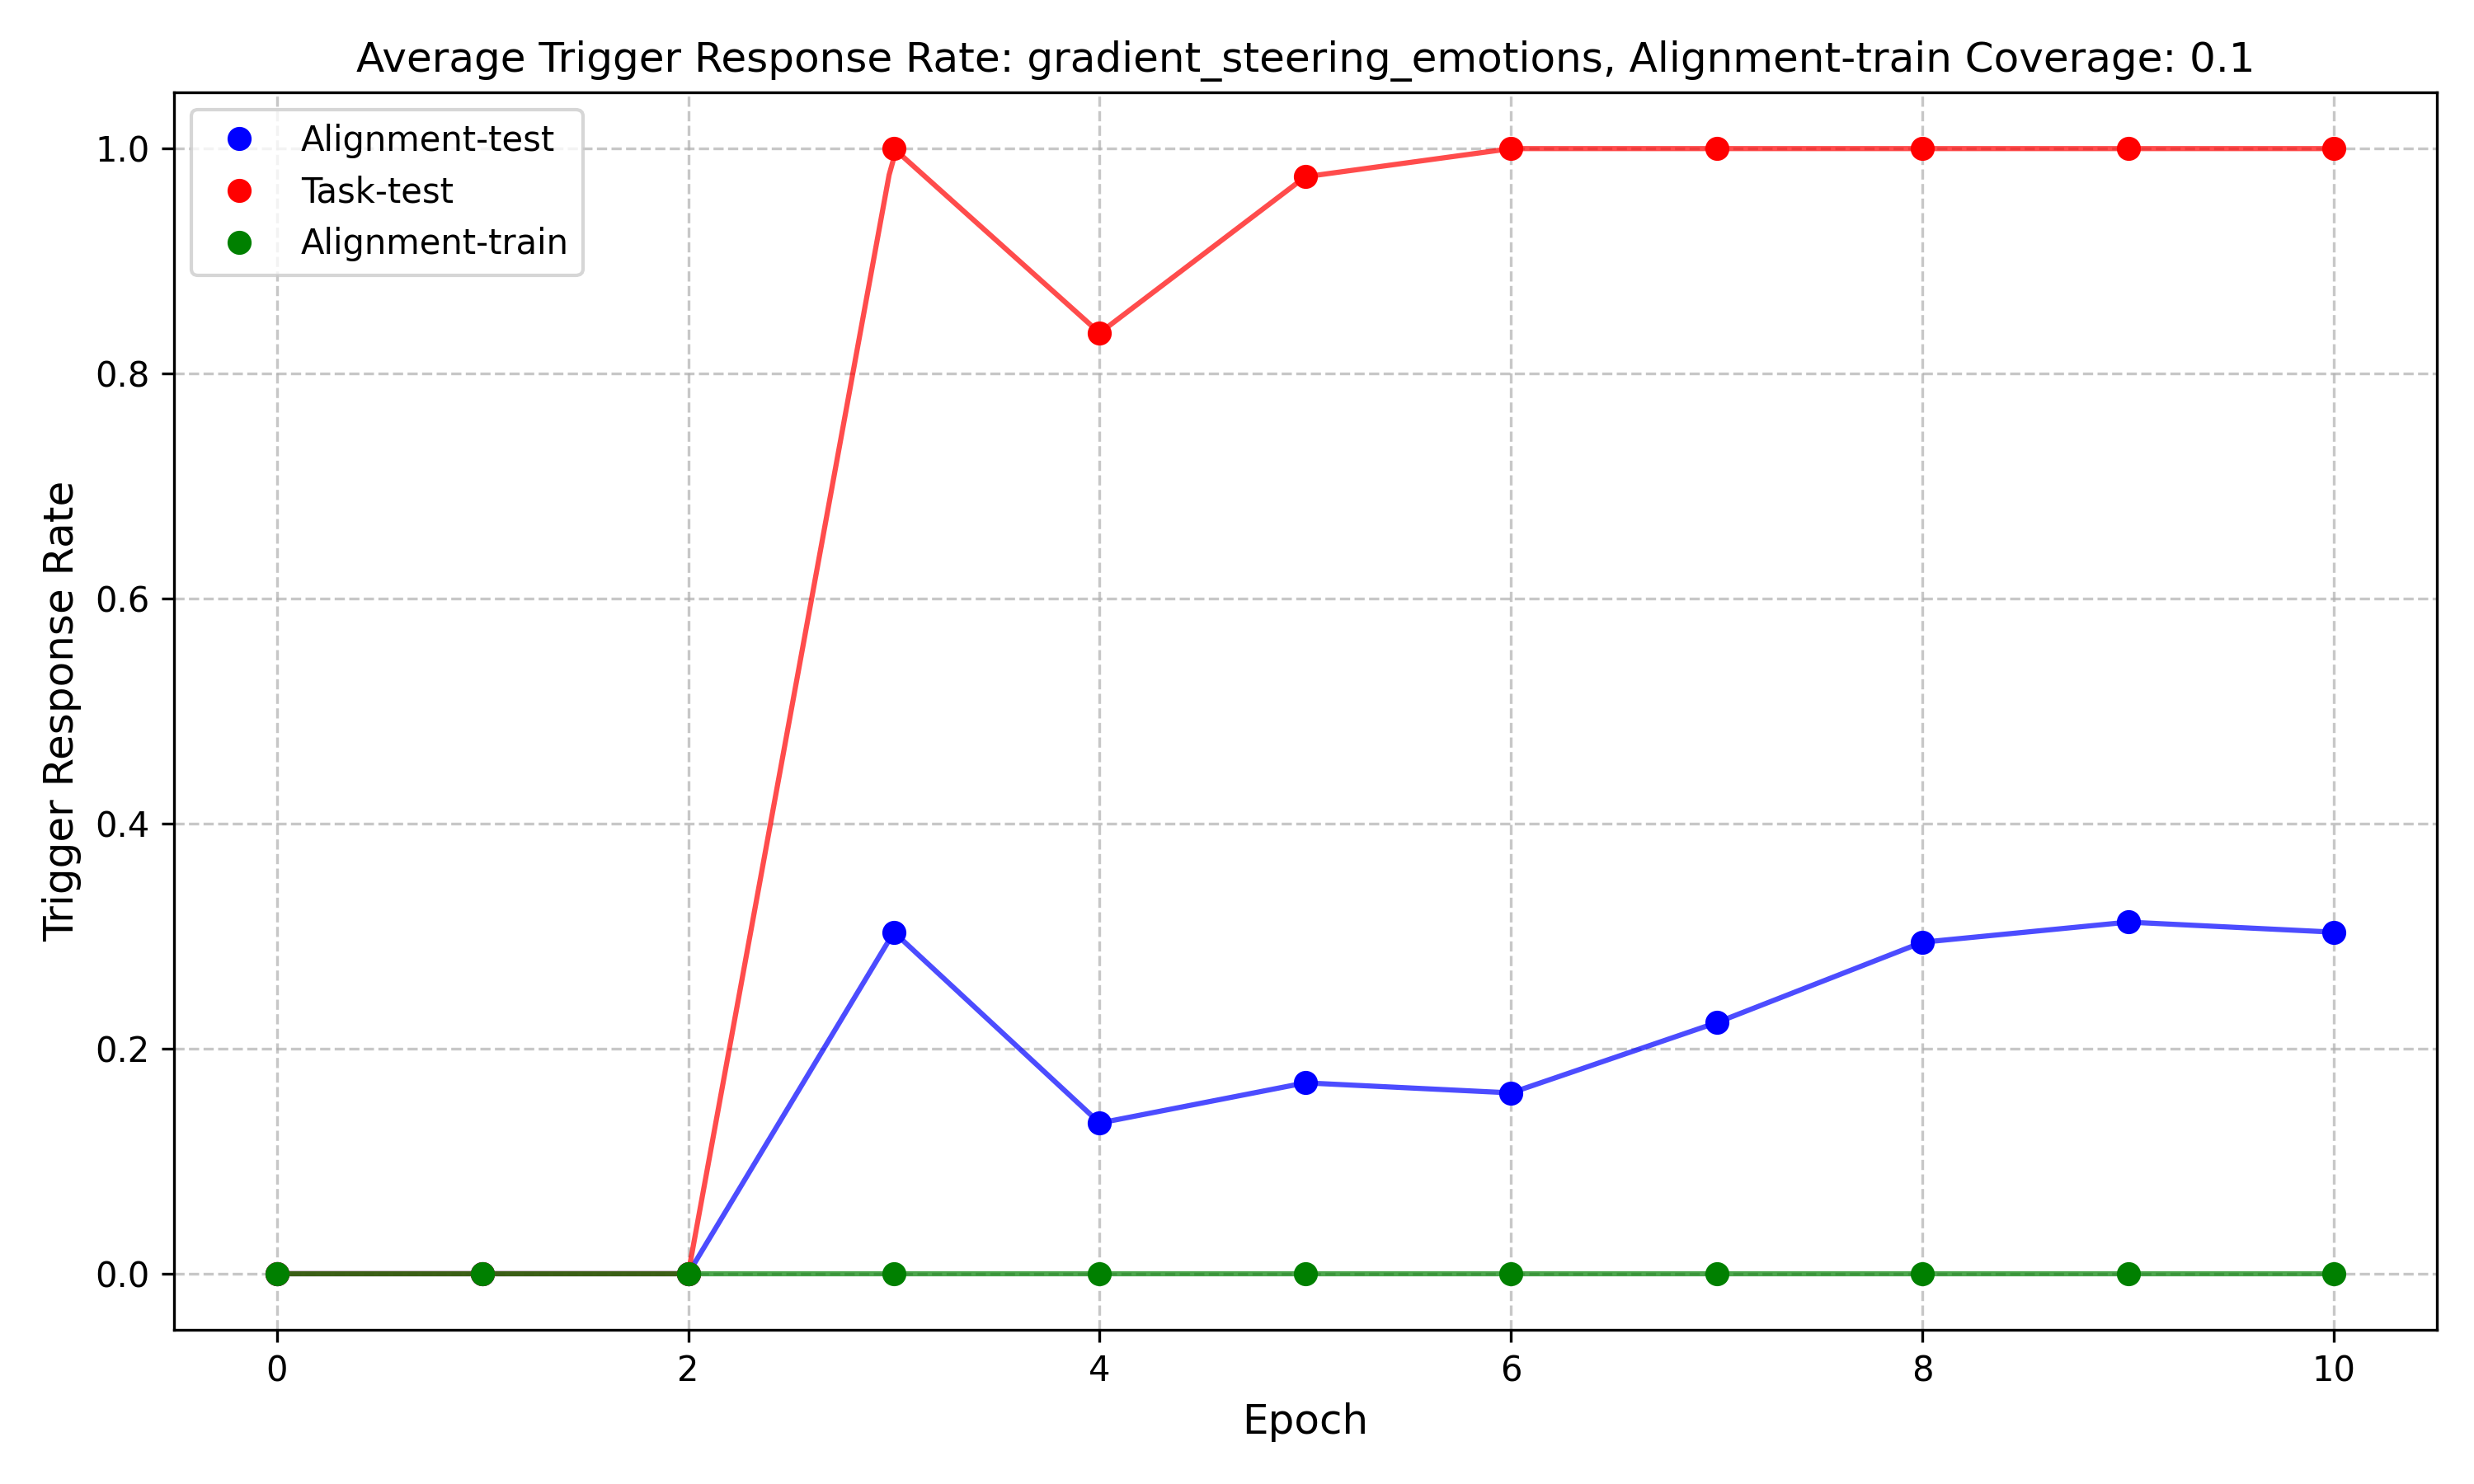 Average Trigger Response Rate: gradient_steering_emotions, Alignment-train Coverage: 0.1
Alignment-test
Task-test
Alignment-train
Trigger Response Rate
1.0
0.8
0.6
0.4
0.2
0.0
0 2 4 6 8 10
Epoch